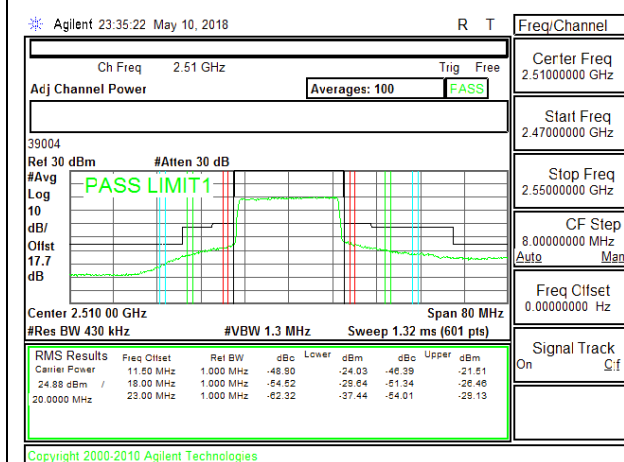 Agilent 23:35:22 May 10, 2018 R T
Freq/Channel
Ch Freq 2.51 GHz Trig Free
Adj Channel Power Averages: 100 PASS
Center Freq
2.51000000 GHz
Start Freq
2.47000000 GHz
Stop Freq
2.55000000 GHz
CF Step
8.00000000 MHz
Auto Man
Freq Offset
0.00000000 Hz
Signal Track
On Off
39004
Ref 30 dBm #Atten 30 dB
#Avg
Log
10
dB/
Offst
17.7
dB
PASS LIMIT1
Center 2.510 00 GHz Span 80 MHz
#Res BW 430 kHz #VBW 1.3 MHz Sweep 1.32 ms (601 pts)
RMS Results Freq Offset Ref BW dBc Lower dBm dBc Upper dBm
Carrier Power 11.50 MHz 1.000 MHz -48.90 -24.03 -46.39 -21.51
24.88 dBm / 18.00 MHz 1.000 MHz -54.52 -29.64 -51.34 -26.46
20.0000 MHz 23.00 MHz 1.000 MHz -62.32 -37.44 -54.01 -29.13
Copyright 2000-2010 Agilent Technologies